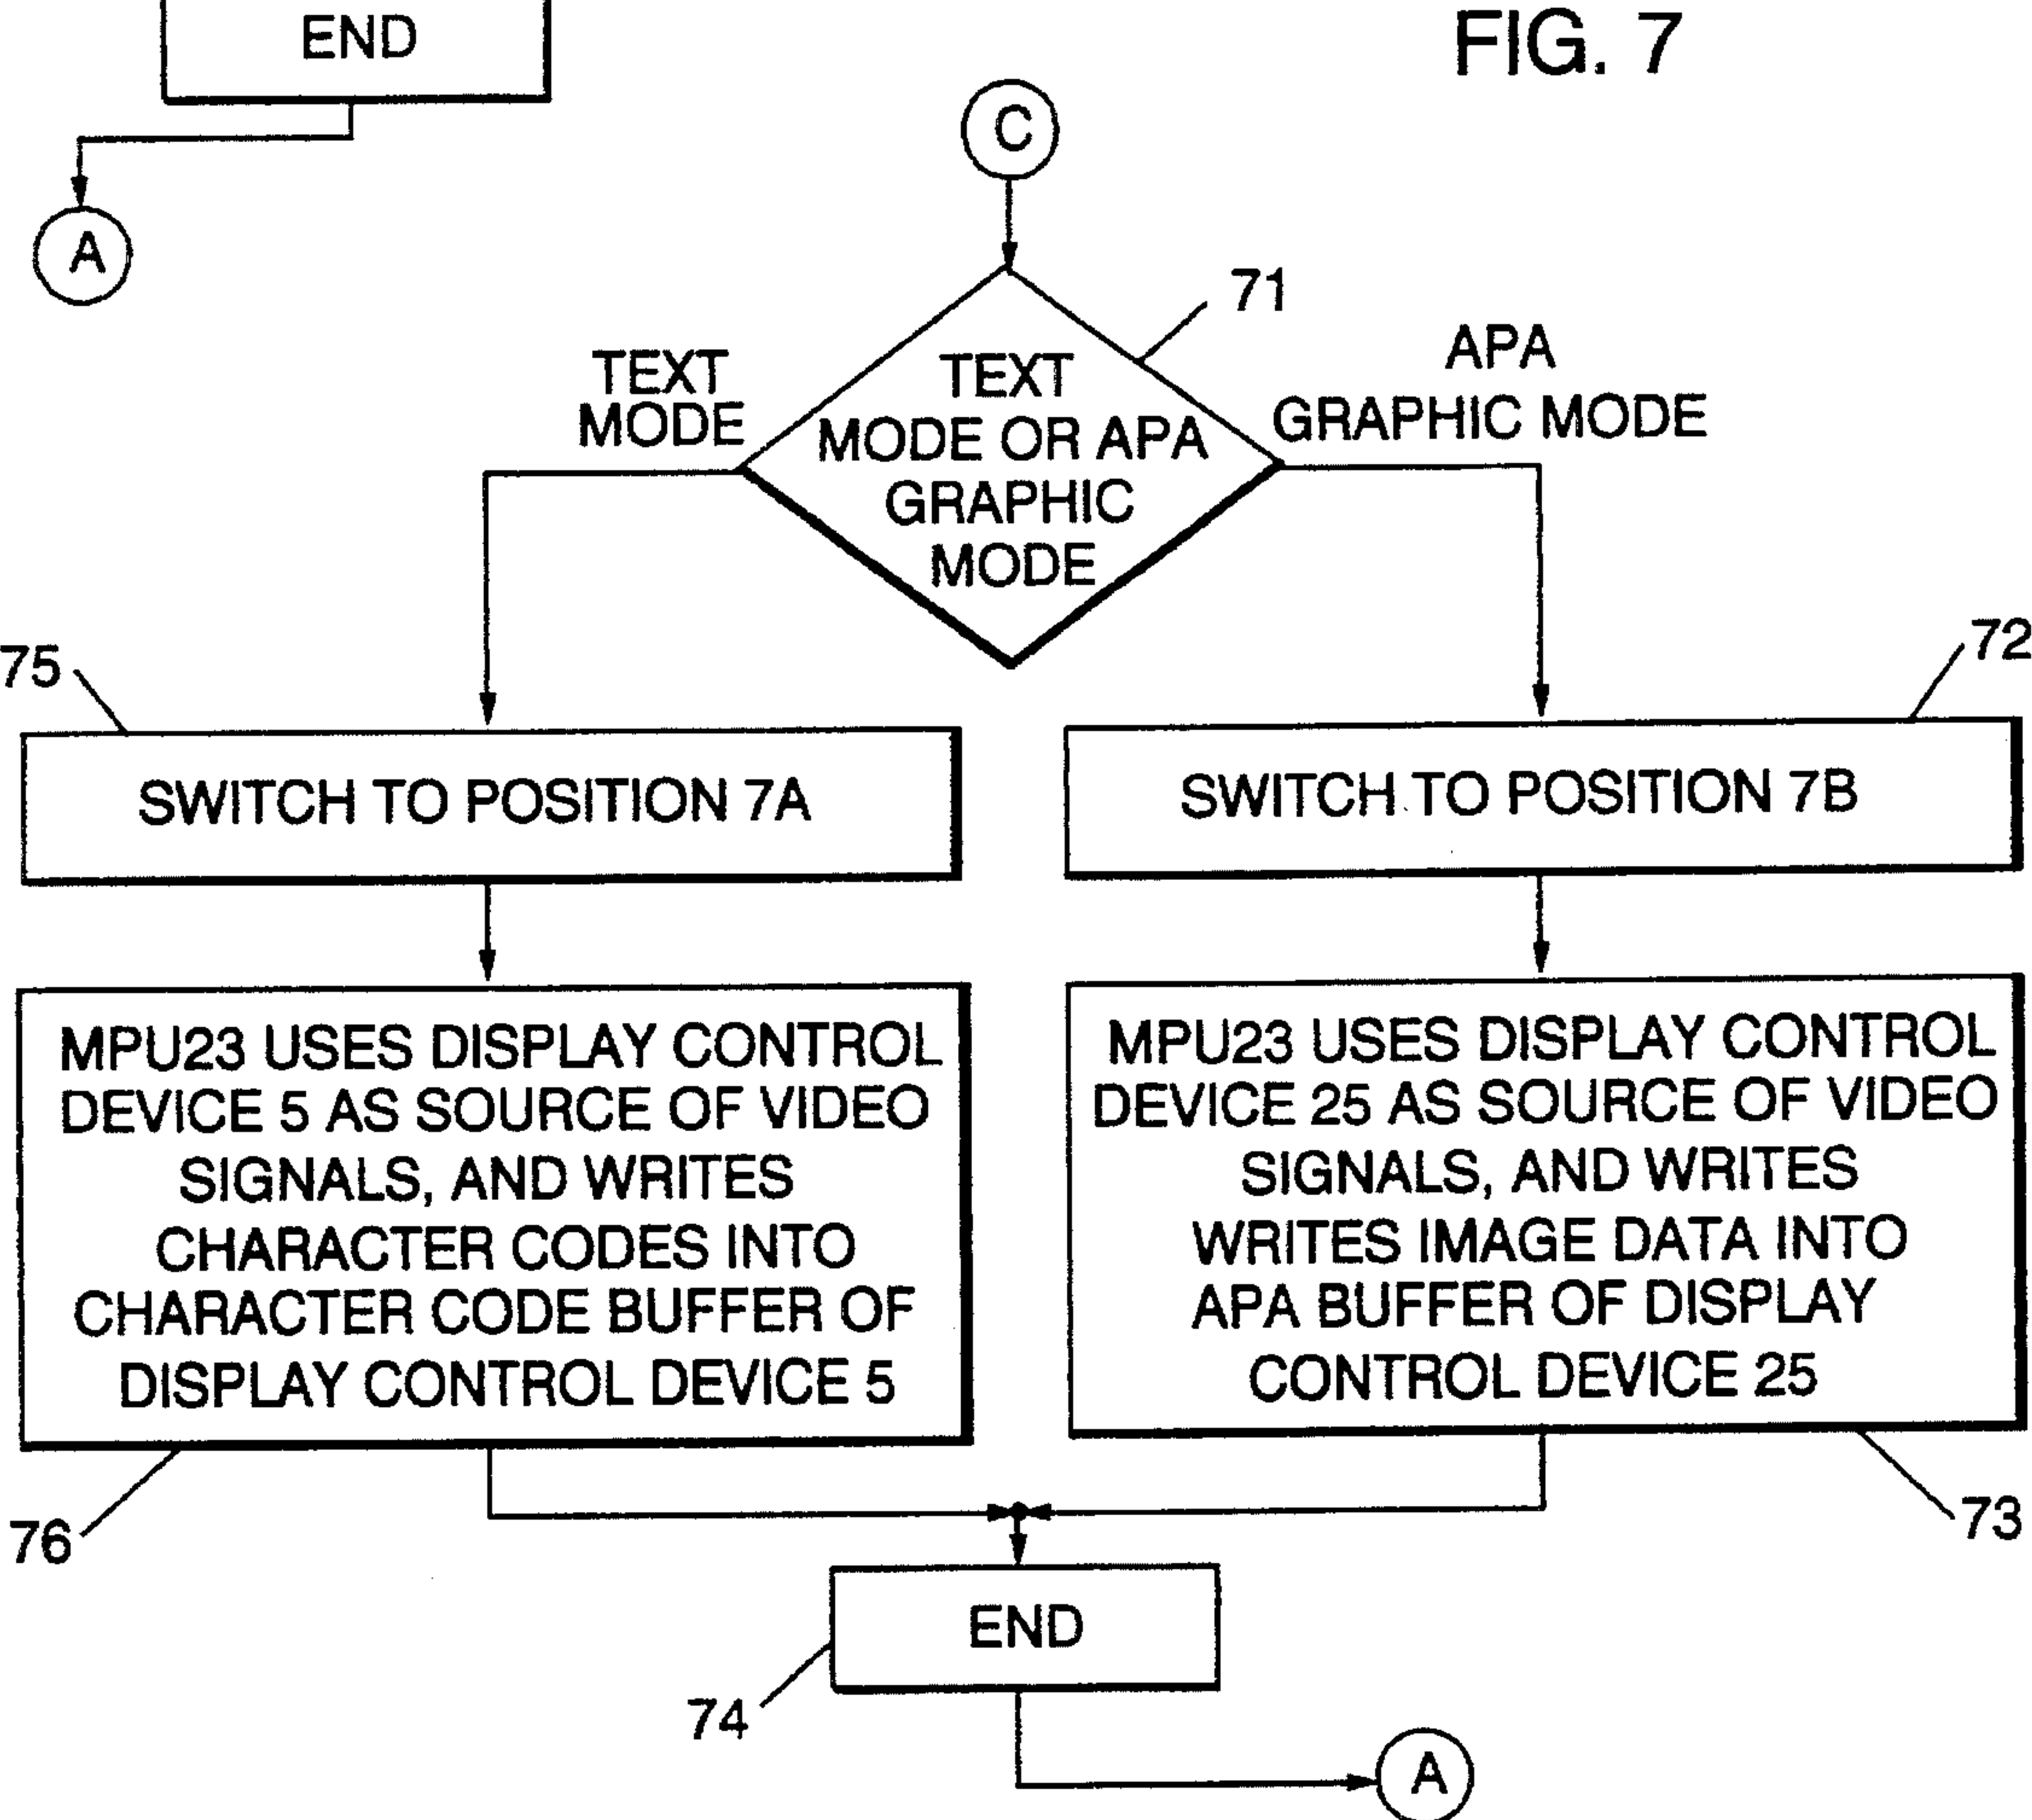 END
FIG. 7
C
A
71
TEXT
MODE
TEXT
MODE OR APA
GRAPHIC
MODE
APA
GRAPHIC MODE
75
72
SWITCH TO POSITION 7A
SWITCH TO POSITION 7B
MPU23 USES DISPLAY CONTROL
DEVICE 5 AS SOURCE OF VIDEO
SIGNALS, AND WRITES
CHARACTER CODES INTO
CHARACTER CODE BUFFER OF
DISPLAY CONTROL DEVICE 5
MPU23 USES DISPLAY CONTROL
DEVICE 25 AS SOURCE OF VIDEO
SIGNALS, AND WRITES
WRITES IMAGE DATA INTO
APA BUFFER OF DISPLAY
CONTROL DEVICE 25
76
73
END
74
A